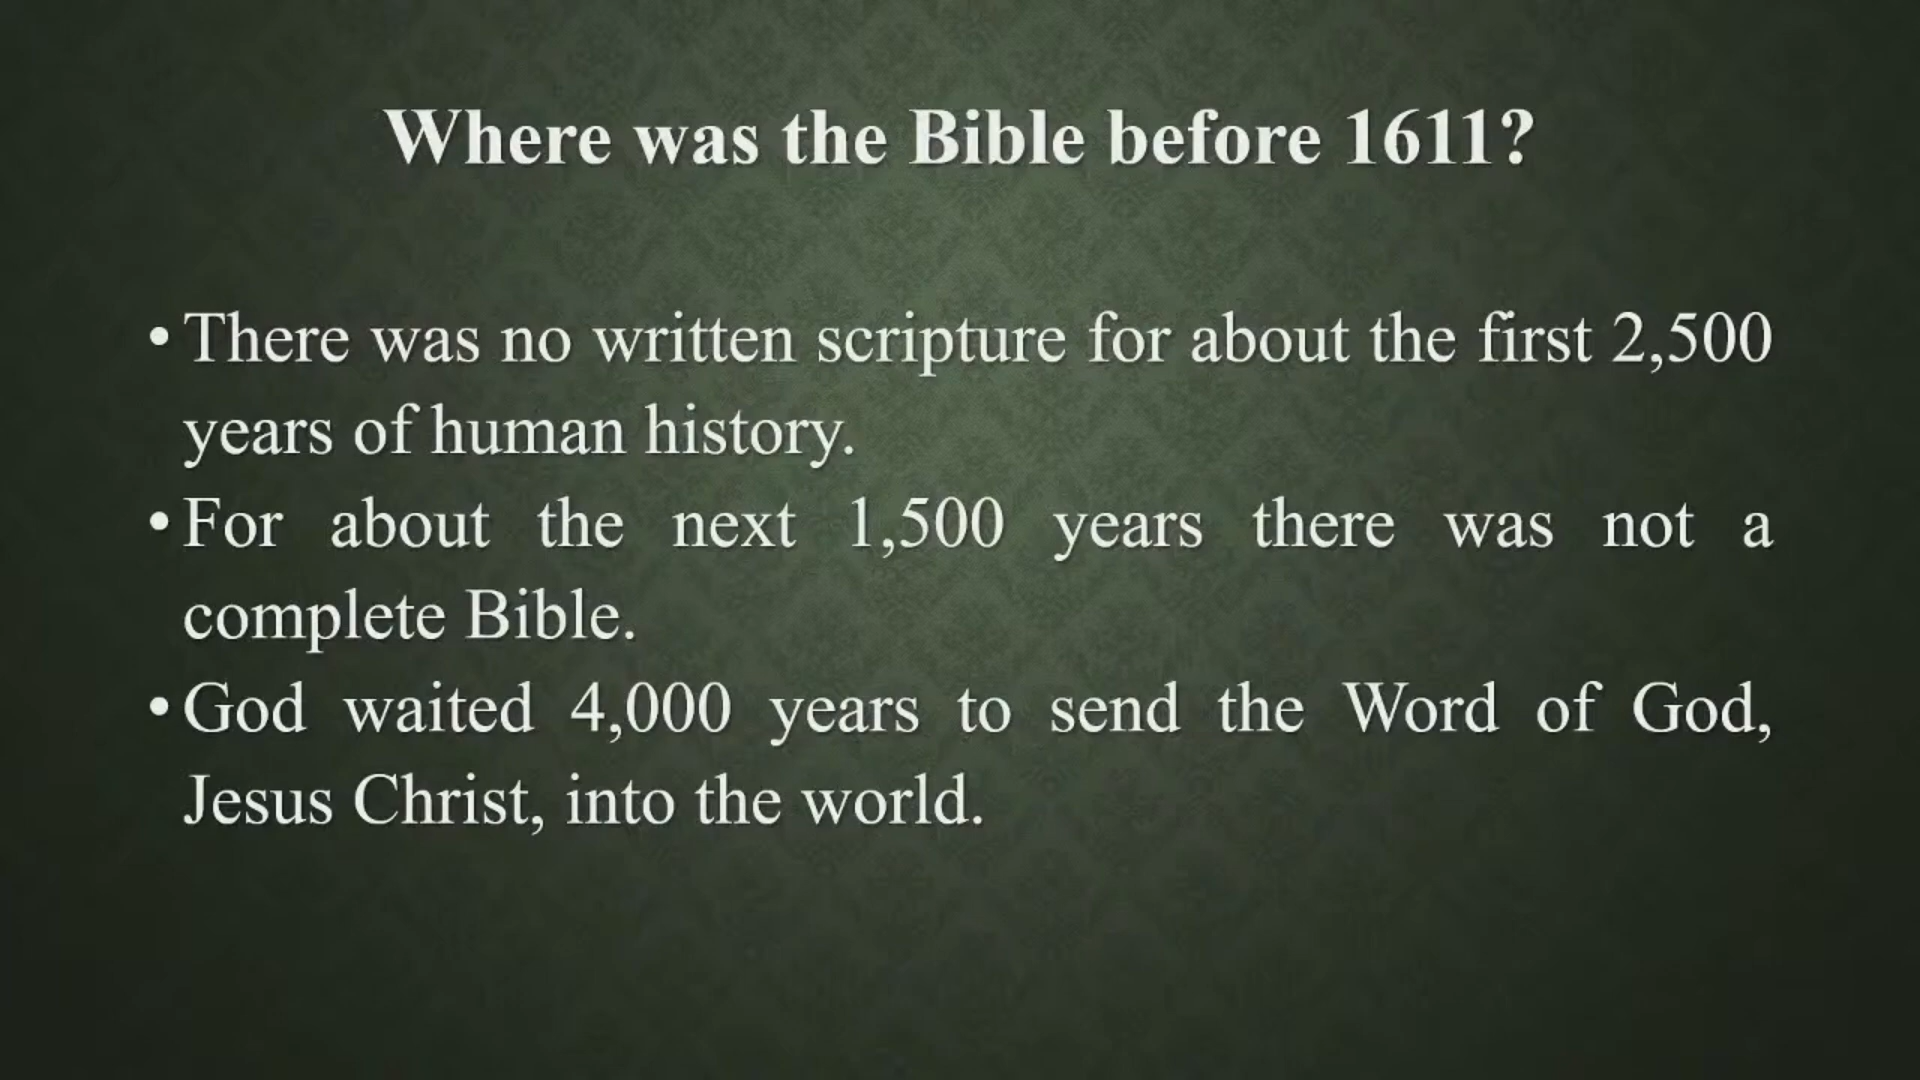 Where was the Bible before 1611?
• There was no written scripture for about the first 2,500
years of human history.
• For about the next 1,500 years there was not a
complete Bible.
• God waited 4,000 years to send the Word of God,
Jesus Christ, into the world.